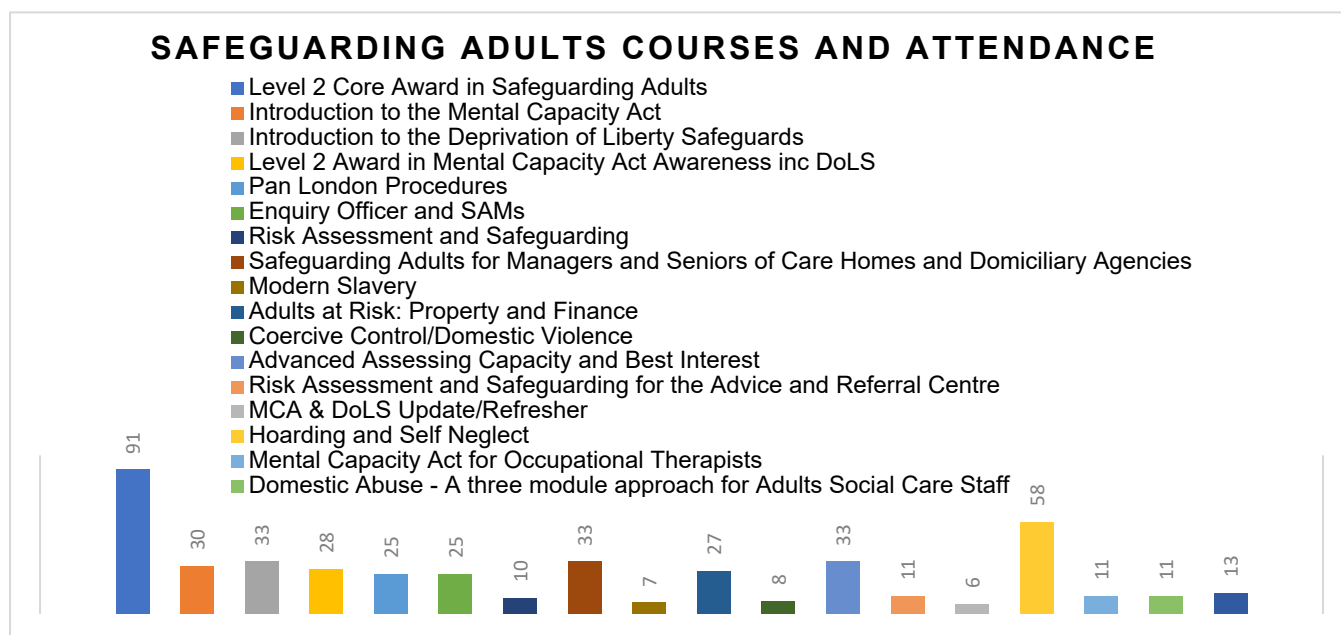 SAFEGUARDING ADULTS COURSES AND ATTENDANCE
Level 2 Core Award in Safeguarding Adults
Introduction to the Mental Capacity Act
Introduction to the Deprivation of Liberty Safeguards
Level 2 Award in Mental Capacity Act Awareness inc DoLS
Pan London Procedures
Enquiry Officer and SAMs
Risk Assessment and Safeguarding
Safeguarding Adults for Managers and Seniors of Care Homes and Domiciliary Agencies
Modern Slavery
Adults at Risk: Property and Finance
Coercive Control/Domestic Violence
Advanced Assessing Capacity and Best Interest
Risk Assessment and Safeguarding for the Advice and Referral Centre
MCA & DoLS Update/Refresher
Hoarding and Self Neglect
Mental Capacity Act for Occupational Therapists
Domestic Abuse - A three module approach for Adults Social Care Staff
91
30
33
28
25
25
10
33
7
27
8
33
11
6
58
11
11
13